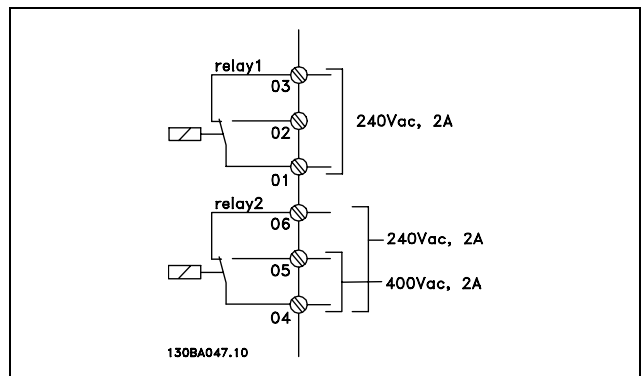 relay1
03
02
240Vac, 2A
01
relay2
06
240Vac, 2A
05
400Vac, 2A
04
130BA047.10